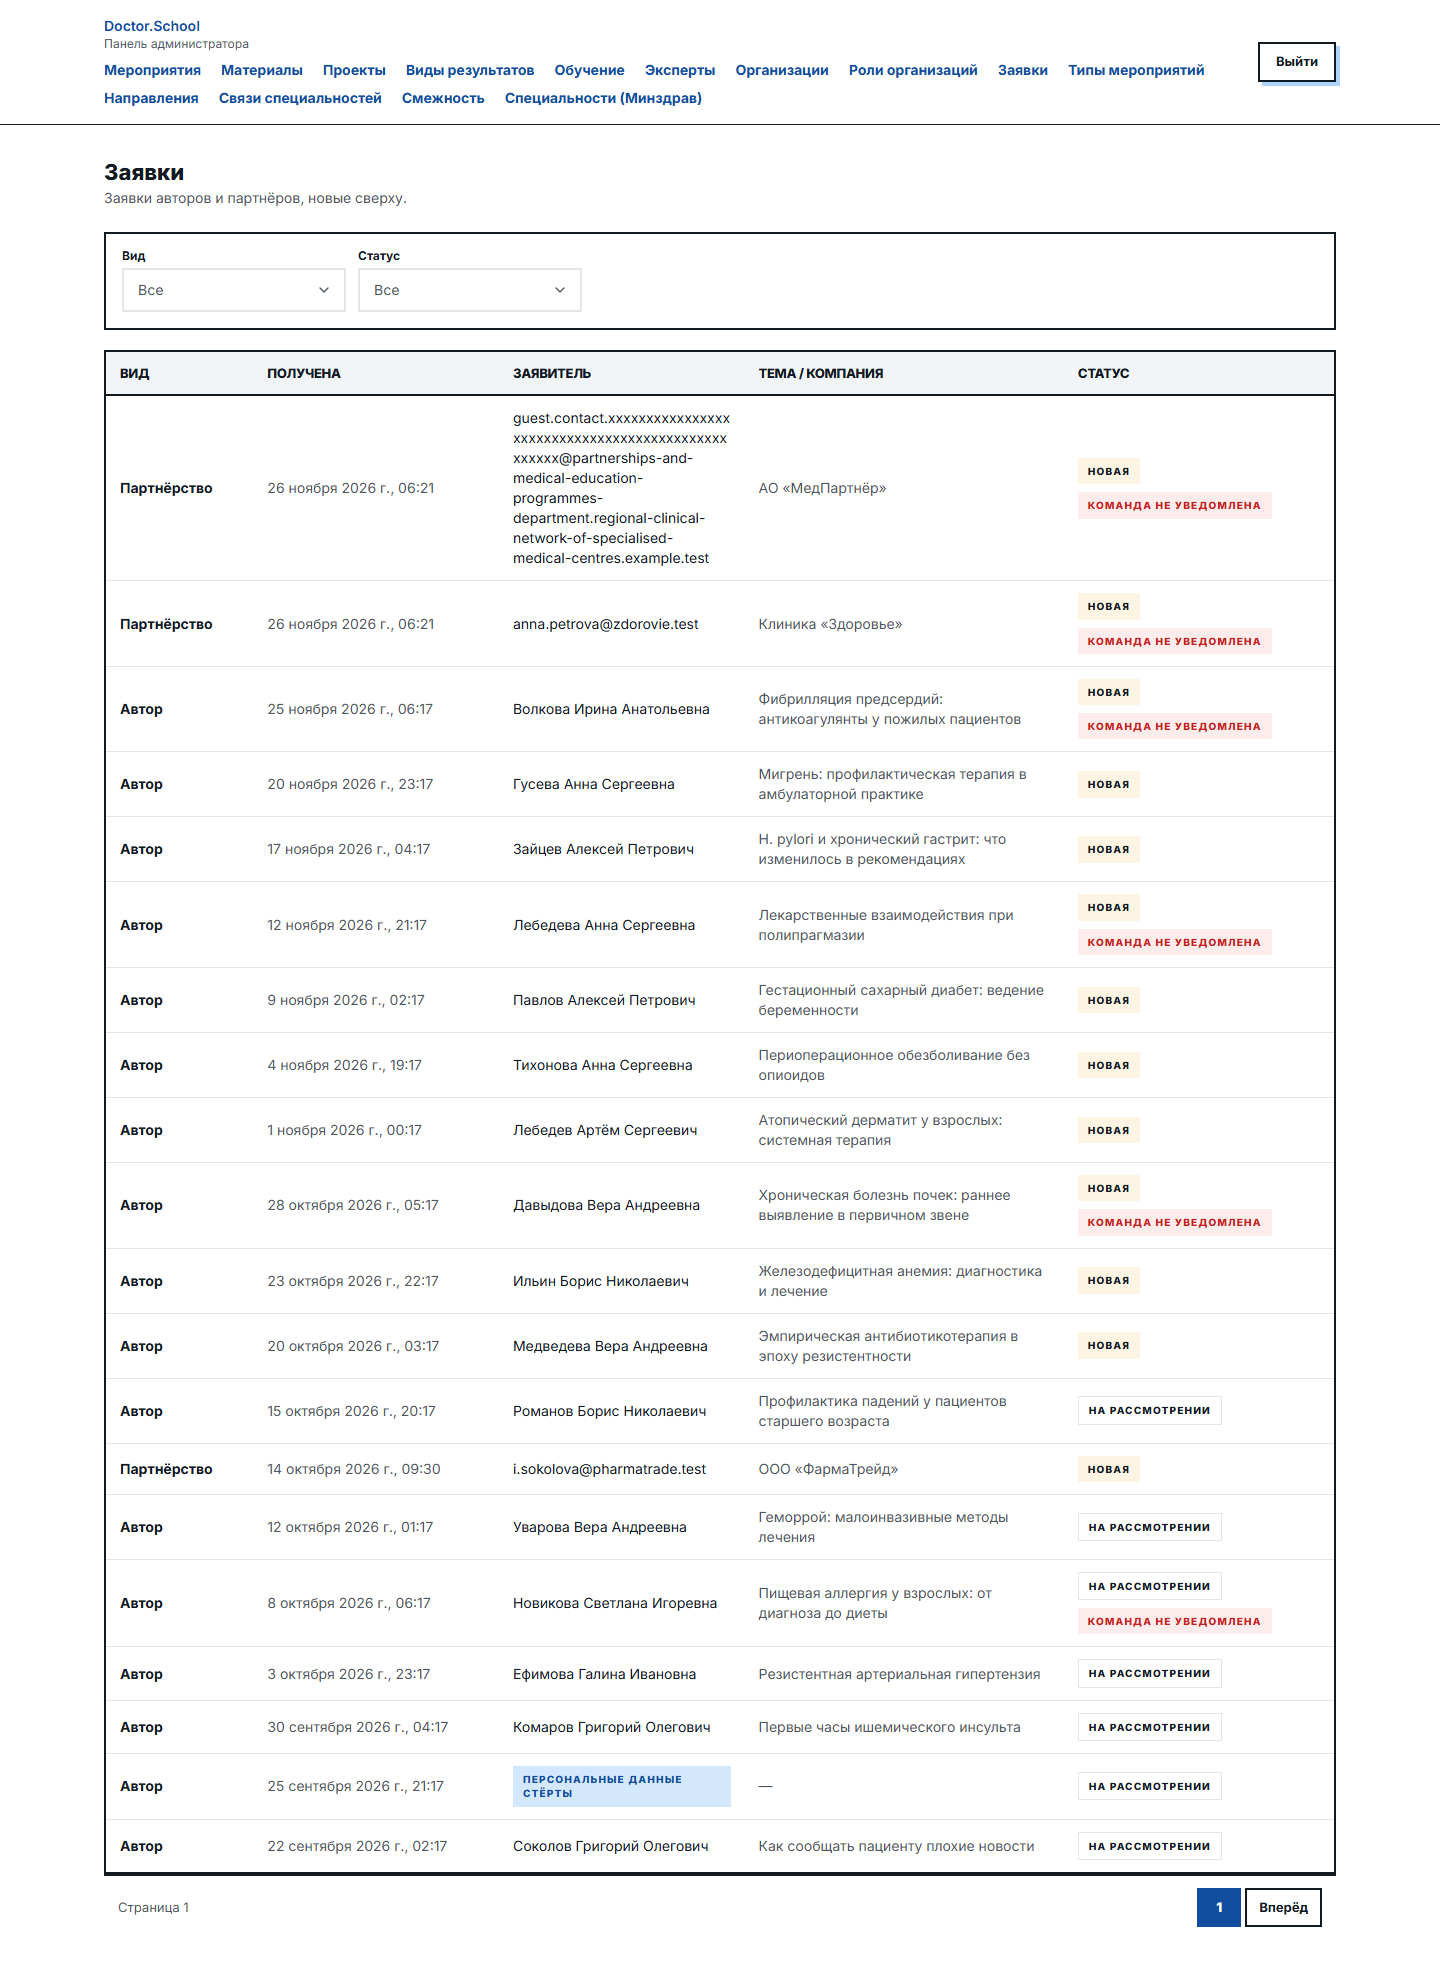 Doctor.School
Панель администратора
Мероприятия Материалы Проекты Виды результатов Обучение Эксперты Организации Роли организаций Заявки Типы мероприятий
Направления Связи специальностей Смежность Специальности (Минздрав)
Выйти
Заявки
Заявки авторов и партнёров, новые сверху.
Вид Статус
Все Все
ВИД ПОЛУЧЕНА ЗАЯВИТЕЛЬ ТЕМА / КОМПАНИЯ СТАТУС
Партнёрство 26 ноября 2026 г., 06:21
guest.contact.xxxxxxxxxxxxxxxx
xxxxxxxxxxxxxxxxxxxxxxxxxxxx
xxxxxx@partnerships-and-
medical-education-
programmes-
department.regional-clinical-
network-of-specialised-
medical-centres.example.test
АО «МедПартнёр»
НОВАЯ
КОМАНДА НЕ УВЕДОМЛЕНА
Партнёрство 26 ноября 2026 г., 06:21 anna.petrova@zdorovie.test Клиника «Здоровье»
НОВАЯ
КОМАНДА НЕ УВЕДОМЛЕНА
Автор 25 ноября 2026 г., 06:17 Волкова Ирина Анатольевна
Фибрилляция предсердий:
антикоагулянты у пожилых пациентов
НОВАЯ
КОМАНДА НЕ УВЕДОМЛЕНА
Автор 20 ноября 2026 г., 23:17 Гусева Анна Сергеевна
Мигрень: профилактическая терапия в
амбулаторной практике
НОВАЯ
Автор 17 ноября 2026 г., 04:17 Зайцев Алексей Петрович
H. pylori и хронический гастрит: что
изменилось в рекомендациях
НОВАЯ
Автор 12 ноября 2026 г., 21:17 Лебедева Анна Сергеевна
Лекарственные взаимодействия при
полипрагмазии
НОВАЯ
КОМАНДА НЕ УВЕДОМЛЕНА
Автор 9 ноября 2026 г., 02:17 Павлов Алексей Петрович
Гестационный сахарный диабет: ведение
беременности
НОВАЯ
Автор 4 ноября 2026 г., 19:17 Тихонова Анна Сергеевна
Периоперационное обезболивание без
опиоидов
НОВАЯ
Автор 1 ноября 2026 г., 00:17 Лебедев Артём Сергеевич
Атопический дерматит у взрослых:
системная терапия
НОВАЯ
Автор 28 октября 2026 г., 05:17 Давыдова Вера Андреевна
Хроническая болезнь почек: раннее
выявление в первичном звене
НОВАЯ
КОМАНДА НЕ УВЕДОМЛЕНА
Автор 23 октября 2026 г., 22:17 Ильин Борис Николаевич
Железодефицитная анемия: диагностика
и лечение
НОВАЯ
Автор 20 октября 2026 г., 03:17 Медведева Вера Андреевна
Эмпирическая антибиотикотерапия в
эпоху резистентности
НОВАЯ
Автор 15 октября 2026 г., 20:17 Романов Борис Николаевич
Профилактика падений у пациентов
старшего возраста
НА РАССМОТРЕНИИ
Партнёрство 14 октября 2026 г., 09:30 i.sokolova@pharmatrade.test ООО «ФармаТрейд» НОВАЯ
Автор 12 октября 2026 г., 01:17 Уварова Вера Андреевна
Геморрой: малоинвазивные методы
лечения
НА РАССМОТРЕНИИ
Автор 8 октября 2026 г., 06:17 Новикова Светлана Игоревна
Пищевая аллергия у взрослых: от
диагноза до диеты
НА РАССМОТРЕНИИ
КОМАНДА НЕ УВЕДОМЛЕНА
Автор 3 октября 2026 г., 23:17 Ефимова Галина Ивановна Резистентная артериальная гипертензия НА РАССМОТРЕНИИ
Автор 30 сентября 2026 г., 04:17 Комаров Григорий Олегович Первые часы ишемического инсульта НА РАССМОТРЕНИИ
Автор 25 сентября 2026 г., 21:17
ПЕРСОНАЛЬНЫЕ ДАННЫЕ
СТЁРТЫ
— НА РАССМОТРЕНИИ
Автор 22 сентября 2026 г., 02:17 Соколов Григорий Олегович Как сообщать пациенту плохие новости НА РАССМОТРЕНИИ
Страница 1 1 Вперёд